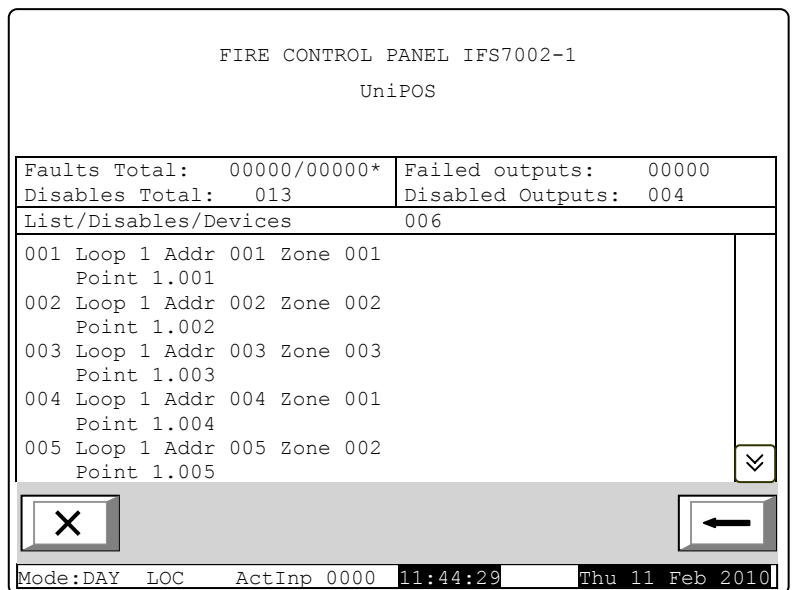 FIRE CONTROL PANEL IFS7002-1
UniPOS
Faults Total: 00000/00000* Failed outputs: 00000
Disables Total: 013 Disabled Outputs: 004
List/Disables/Devices 006
001 Loop 1 Addr 001 Zone 001
Point 1.001
002 Loop 1 Addr 002 Zone 002
Point 1.002
003 Loop 1 Addr 003 Zone 003
Point 1.003
004 Loop 1 Addr 004 Zone 001
Point 1.004
005 Loop 1 Addr 005 Zone 002
Point 1.005
Mode:DAY LOC ActInp 0000 11:44:29 Thu 11 Feb 2010